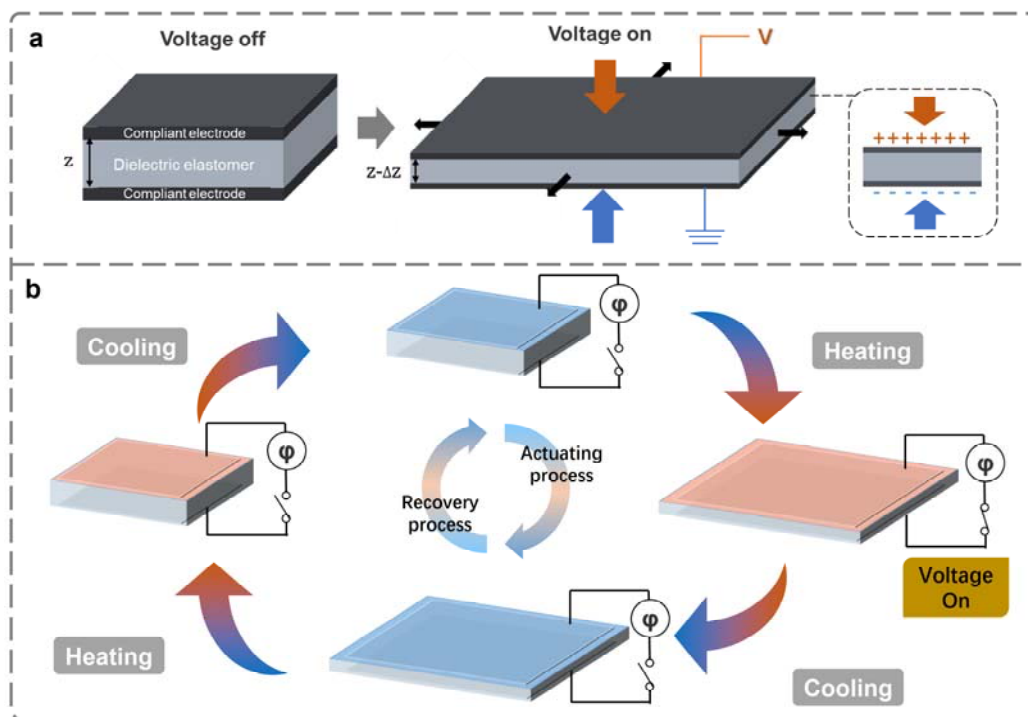 a
Voltage off
Voltage on
V
Compliant electrode
z
Dielectric elastomer
Compliant electrode
z-Δz
+++++++
- - - - - - -
b
Cooling
φ
Heating
φ
φ
Actuating
process
Recovery
process
Voltage
On
φ
Heating
Cooling